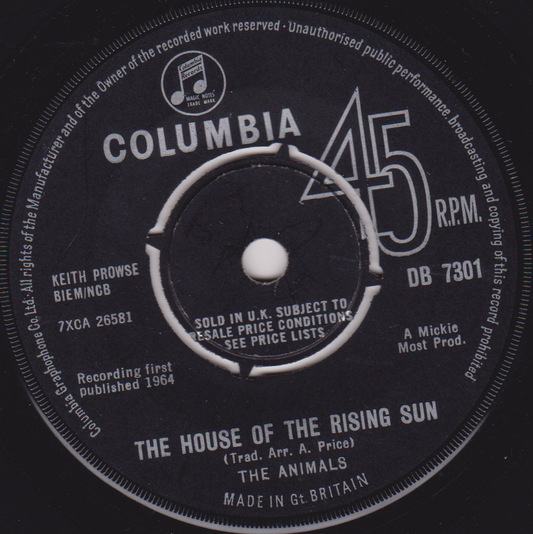 Columbia Graphophone Co. Ltd. All rights of the Manufacturer and of the Owner of the recorded work reserved · Unauthorised public performance, broadcasting and copying of this record prohibited
Columbia
Records
MAGIC NOTES
TRADE MARK
COLUMBIA
45
R.P.M.
KEITH PROWSE
BIEM/NCB
7XCA 26581
DB 7301
SOLD IN U.K. SUBJECT TO
RESALE PRICE CONDITIONS
SEE PRICE LISTS
A Mickie
Most Prod.
Recording first
published 1964
THE HOUSE OF THE RISING SUN
(Trad. Arr. A. Price)
THE ANIMALS
MADE IN Gt. BRITAIN